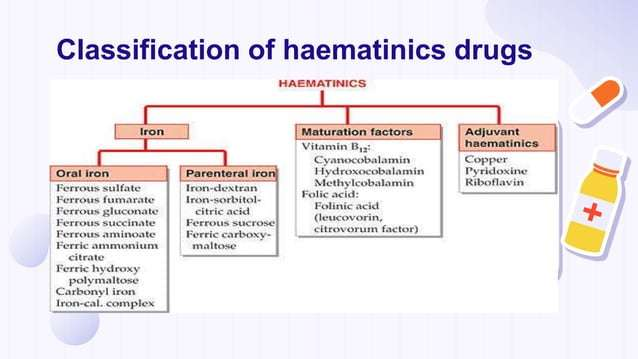 Classification of haematinics drugs
HAEMATINICS
Iron
Maturation factors
Vitamin B12:
Cyanocobalamin
Hydroxocobalamin
Methylcobalamin
Folic acid:
Folinic acid
(leucovorin,
citrovorum factor)
Adjuvant
haematinics
Copper
Pyridoxine
Riboflavin
Oral iron
Ferrous sulfate
Ferrous fumarate
Ferrous gluconate
Ferrous succinate
Ferrous aminoate
Ferric ammonium
citrate
Ferric hydroxy
polymaltose
Carbonyl iron
Iron-cal. complex
Parenteral iron
Iron-dextran
Iron-sorbitol-
citric acid
Ferrous sucrose
Ferric carboxy-
maltose